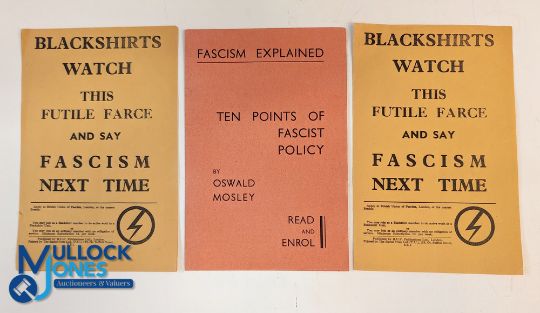 BLACKSHIRTS
WATCH
THIS
FUTILE FARCE
AND SAY
FASCISM
NEXT TIME
FASCISM EXPLAINED
TEN POINTS OF
FASCIST
POLICY
BY
OSWALD
MOSLEY
READ
AND
ENROL
BLACKSHIRTS
WATCH
THIS
FUTILE FARCE
AND SAY
FASCISM
NEXT TIME
MULLOCK
JONES
Auctioneers & Valuers